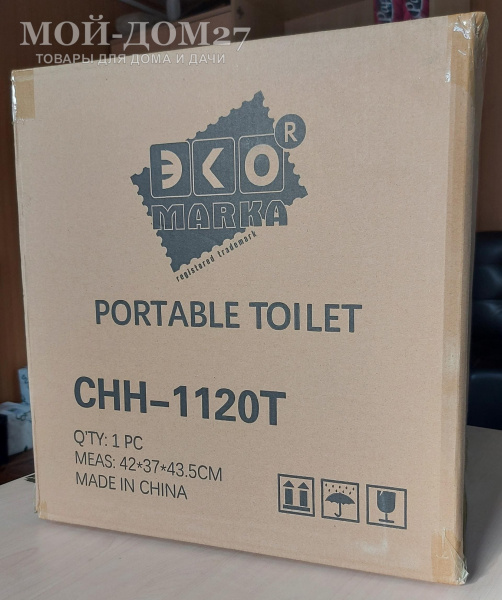 МОЙ-ДОМ27
ТОВАРЫ ДЛЯ ДОМА И ДАЧИ
ЭКО R
MARKA
registered trademark
PORTABLE TOILET
CHH-1120T
Q'TY: 1 PC
MEAS: 42*37*43.5CM
MADE IN CHINA